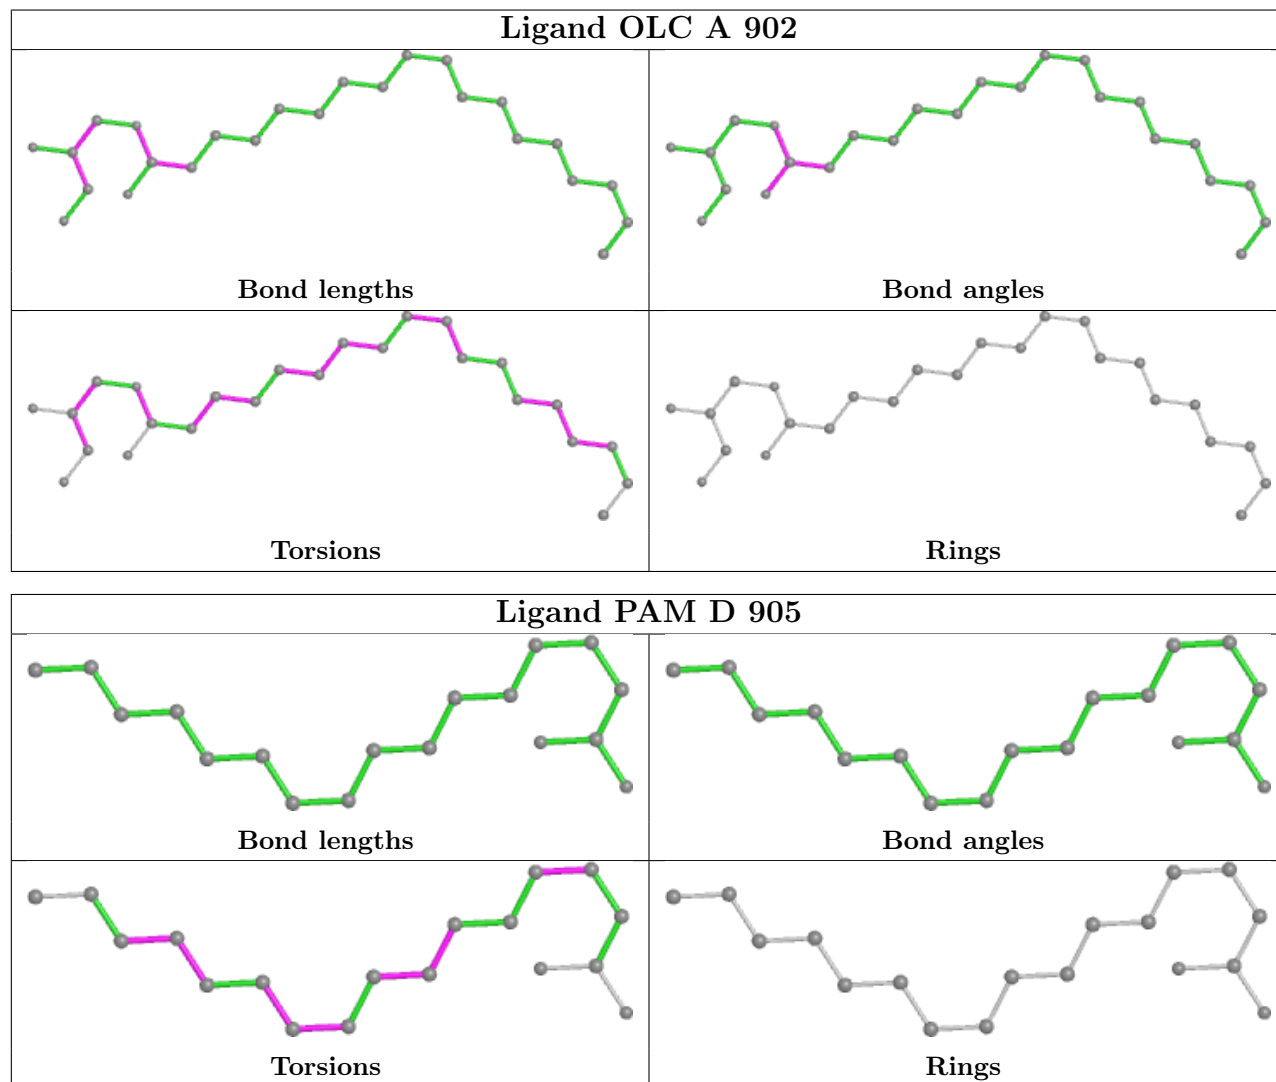 Ligand OLC A 902
Bond lengths
Bond angles
Torsions
Rings
Ligand PAM D 905
Bond lengths
Bond angles
Torsions
Rings